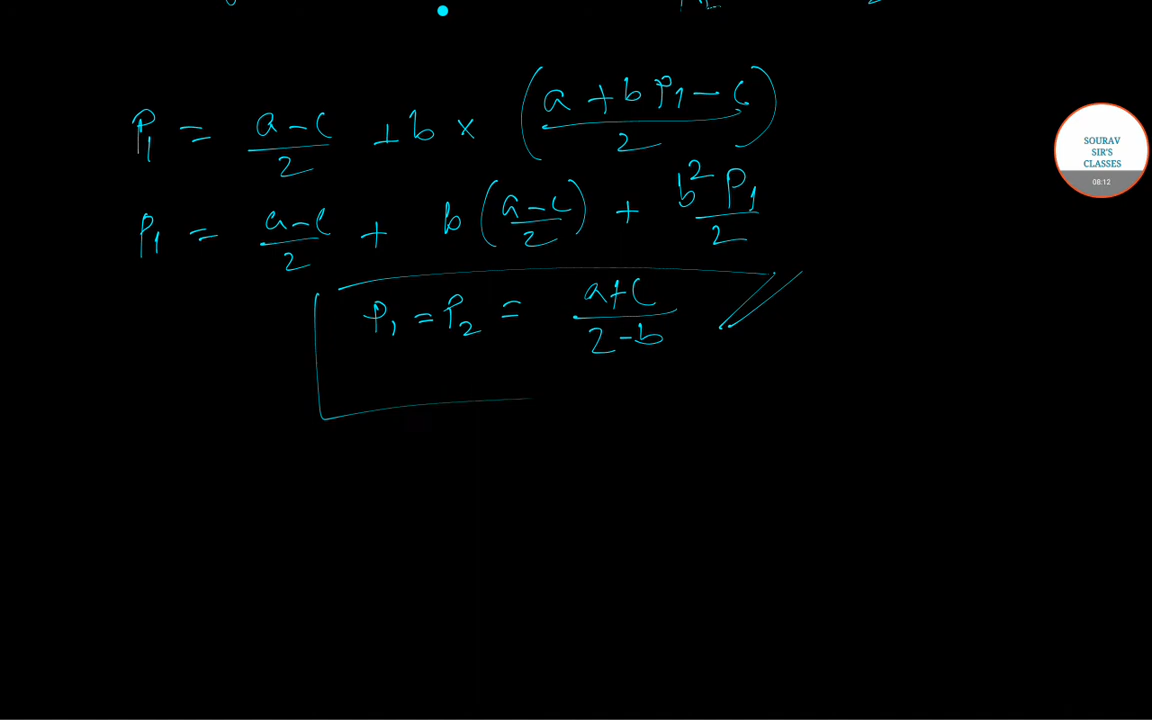 P₁ = (a-c)/2 + b × ((a+bP₁-c)/2)
P₁ = (a-c)/2 + b((a-c)/2) + b²P₁/2
P₁ = P₂ = (a+c)/(2-b)
SOURAV
SIR'S
CLASSES
08:12